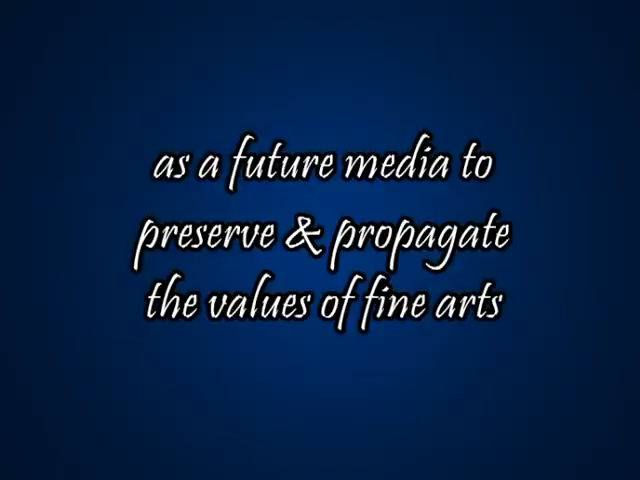 as a future media to
preserve & propagate
the values of fine arts